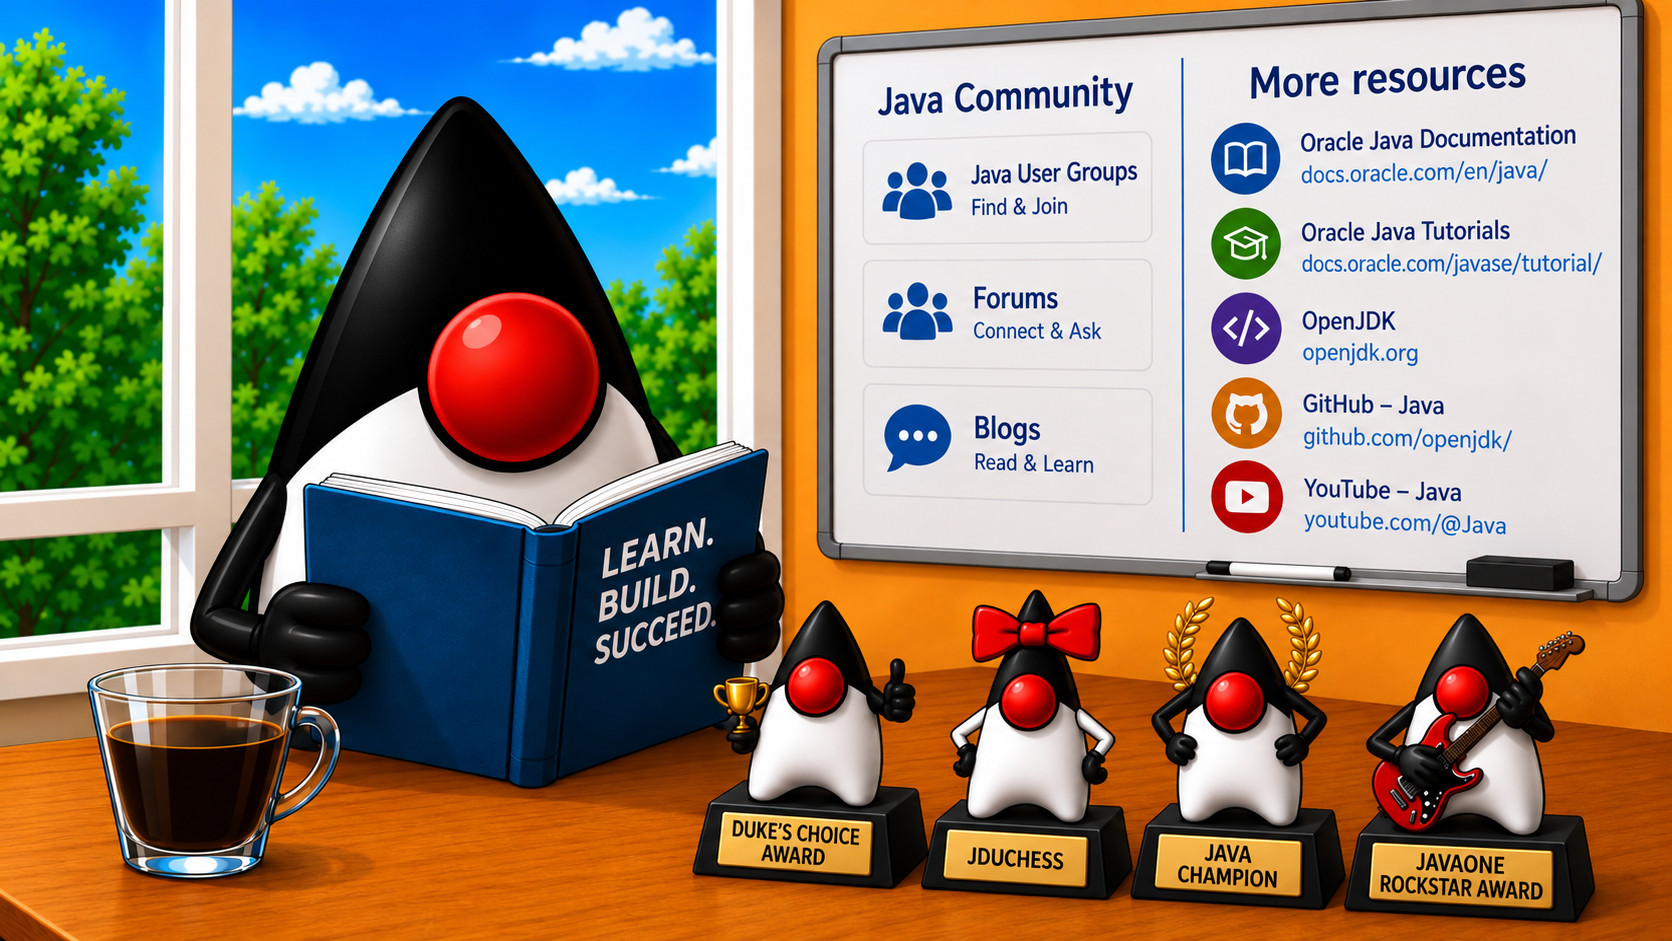 Java Community
Java User Groups
Find & Join
Forums
Connect & Ask
Blogs
Read & Learn
More resources
Oracle Java Documentation
docs.oracle.com/en/java/
Oracle Java Tutorials
docs.oracle.com/javase/tutorial/
OpenJDK
openjdk.org
GitHub – Java
github.com/openjdk/
YouTube – Java
youtube.com/@Java
LEARN.
BUILD.
SUCCEED.
DUKE'S CHOICE
AWARD
JDUCHESS
JAVA
CHAMPION
JAVAONE
ROCKSTAR AWARD